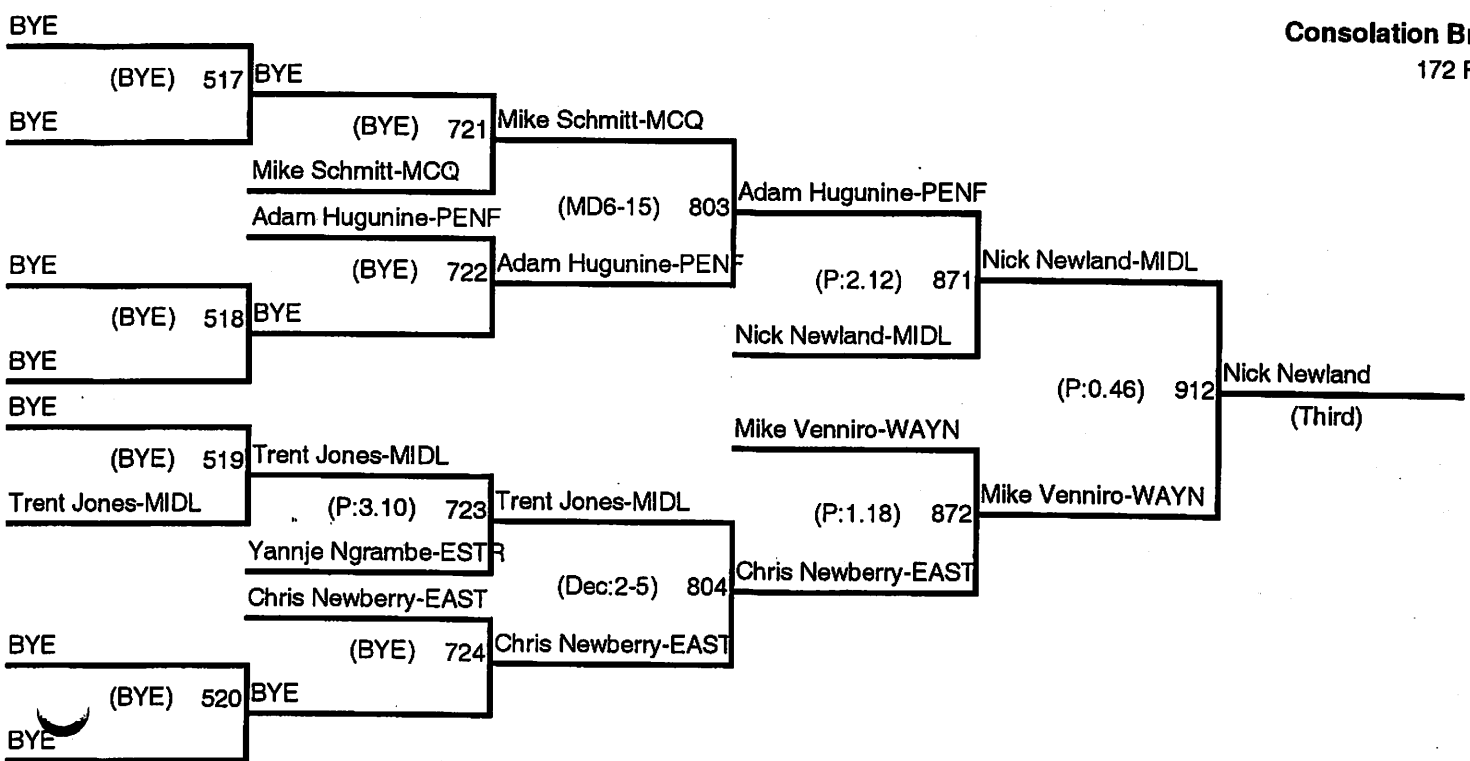 BYE
Consolation
(BYE) 517 BYE
172
BYE
(BYE) 721 Mike Schmitt-MCQ
Mike Schmitt-MCQ
(MD6-15) 803 Adam Hugunine-PENF
Adam Hugunine-PENF
BYE
(BYE) 722 Adam Hugunine-PENF
Nick Newland-MIDL
(P:2.12) 871
(BYE) 518 BYE
Nick Newland-MIDL
BYE
Nick Newland
(P:0.46) 912
BYE
(Third)
Mike Venniro-WAYN
(BYE) 519 Trent Jones-MIDL
Trent Jones-MIDL
(P:3.10) 723 Trent Jones-MIDL
Mike Venniro-WAYN
(P:1.18) 872
Yannje Ngrambe-ESTR
(Dec:2-5) 804 Chris Newberry-EAST
Chris Newberry-EAST
BYE
(BYE) 724 Chris Newberry-EAST
(BYE) 520 BYE
BYE